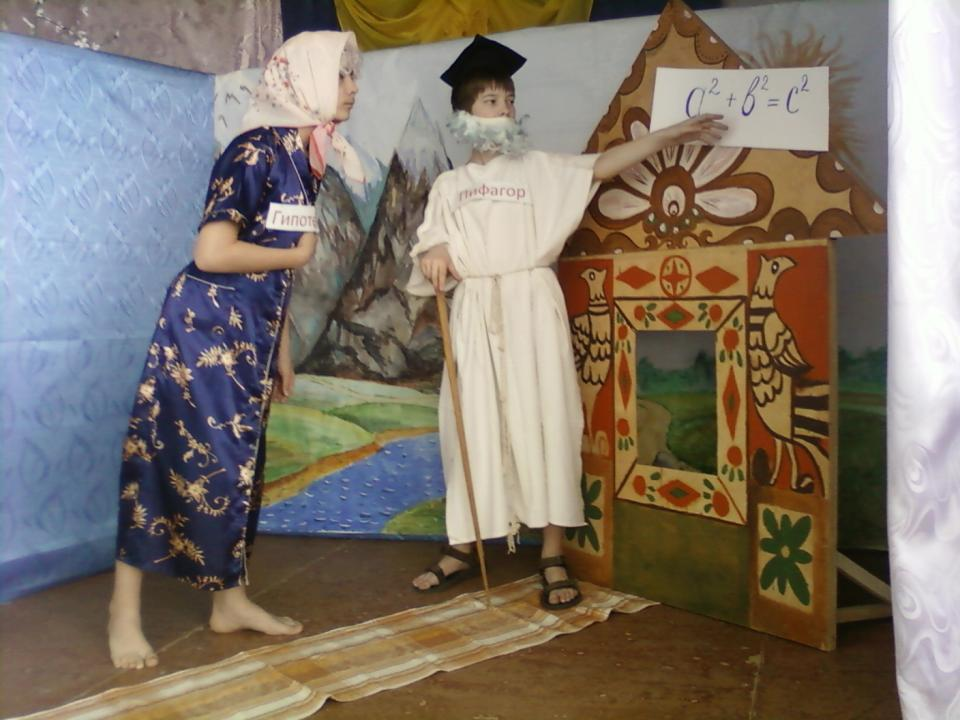 a² + в² = c²
Пифагор
Гипоте